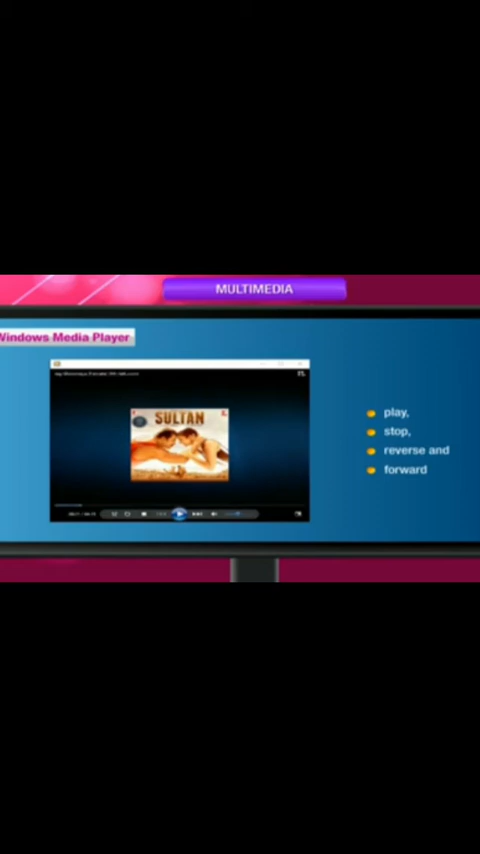 MULTIMEDIA
Windows Media Player
SULTAN
play,
stop,
reverse and
forward